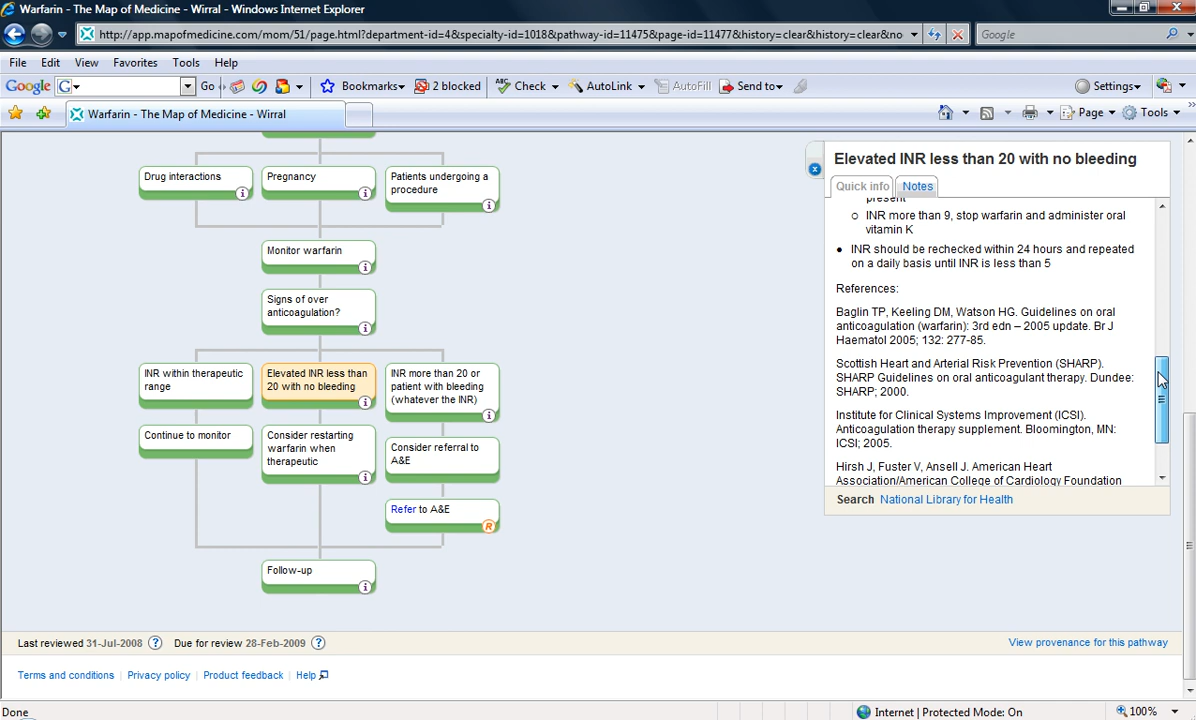 Warfarin - The Map of Medicine - Wirral - Windows Internet Explorer
http://app.mapofmedicine.com/mom/51/page.html?department-id=4&specialty-id=1018&pathway-id=11475&page-id=11477&history=clear&history=clear&no
Google
File Edit View Favorites Tools Help
Google G Go Bookmarks 2 blocked ABC Check AutoLink AutoFill Send to Settings
Warfarin - The Map of Medicine - Wirral
Page Tools
Drug interactions
Pregnancy
Patients undergoing a
procedure
Monitor warfarin
Signs of over
anticoagulation?
INR within therapeutic
range
Elevated INR less than
20 with no bleeding
INR more than 20 or
patient with bleeding
(whatever the INR)
Continue to monitor
Consider restarting
warfarin when
therapeutic
Consider referral to
A&E
Refer to A&E
R
Follow-up
Elevated INR less than 20 with no bleeding
Quick info Notes
present
INR more than 9, stop warfarin and administer oral
vitamin K
INR should be rechecked within 24 hours and repeated
on a daily basis until INR is less than 5
References:
Baglin TP, Keeling DM, Watson HG. Guidelines on oral
anticoagulation (warfarin): 3rd edn – 2005 update. Br J
Haematol 2005; 132: 277-85.
Scottish Heart and Arterial Risk Prevention (SHARP).
SHARP Guidelines on oral anticoagulant therapy. Dundee:
SHARP; 2000.
Institute for Clinical Systems Improvement (ICSI).
Anticoagulation therapy supplement. Bloomington, MN:
ICSI; 2005.
Hirsh J, Fuster V, Ansell J. American Heart
Association/American College of Cardiology Foundation
Search National Library for Health
Last reviewed 31-Jul-2008 ? Due for review 28-Feb-2009 ?
View provenance for this pathway
Terms and conditions Privacy policy Product feedback Help
Done
Internet | Protected Mode: On
100%